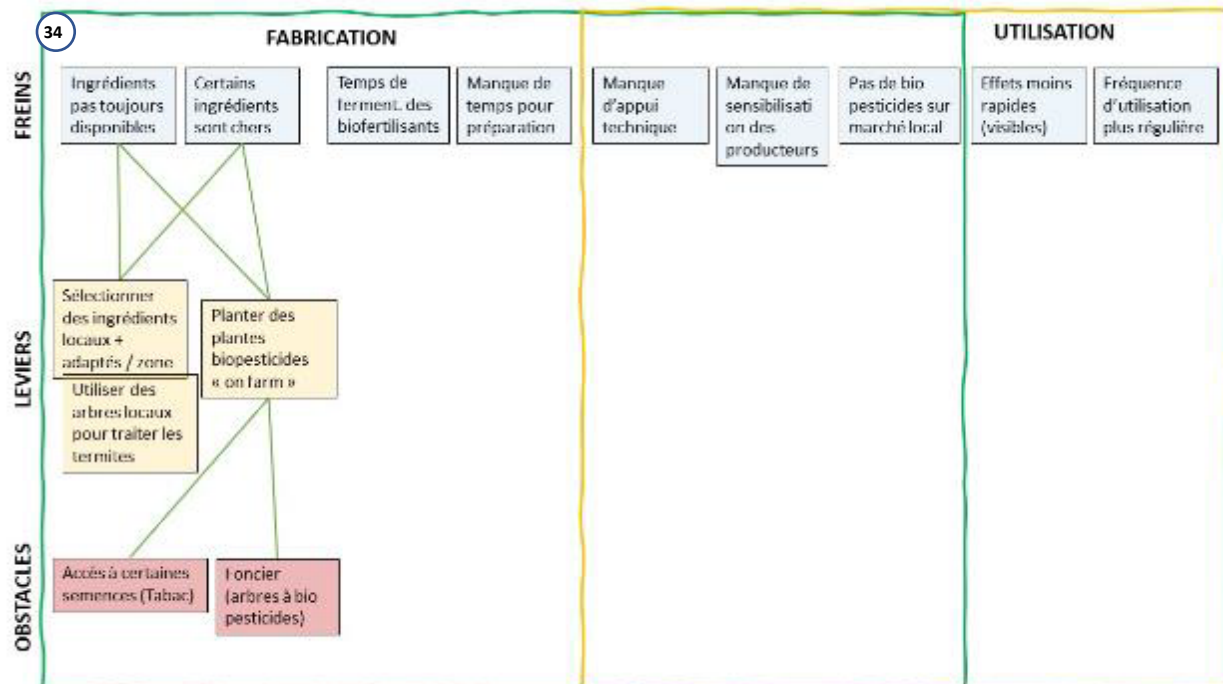 34
FABRICATION
UTILISATION
FREINS
Ingrédients
pas toujours
disponibles
Certains
ingrédients
sont chers
Temps de
ferment. des
biofertilisants
Manque de
temps pour
préparation
Manque
d'appui
technique
Manque de
sensibilisati
on des
producteurs
Pas de bio
pesticides sur
marché local
Effets moins
rapides
(visibles)
Fréquence
d'utilisation
plus régulière
LEVIERS
Sélectionner
des ingrédients
locaux +
adaptés / zone
Utiliser des
arbres locaux
pour traiter les
termites
Planter des
plantes
biopesticides
« on farm »
OBSTACLES
Accès à certaines
semences (Tabac)
Foncier
(arbres à bio
pesticides)